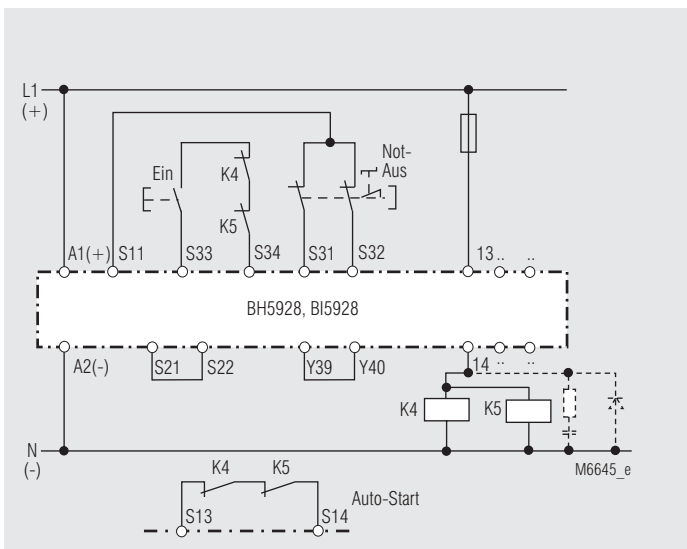 L1
(+)
Ein
K4
K5
Not-
Aus
A1(+) S11 S33 S34 S31 S32 13 .. ..
BH5928, BI5928
A2(-) S21 S22 Y39 Y40 14 .. ..
K4 K5
N
(-)
M6645_e
K4 K5
Auto-Start
S13 S14